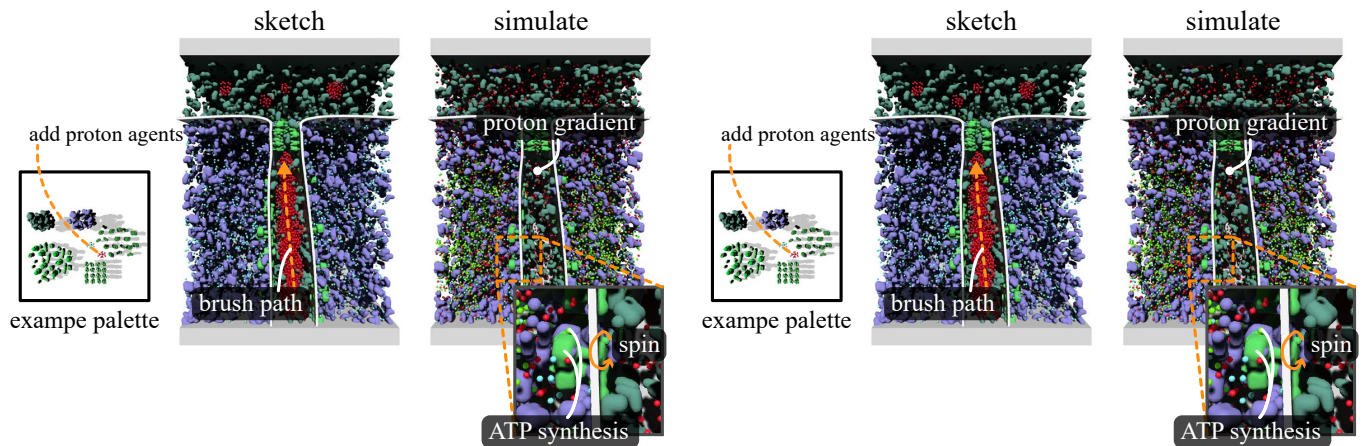 sketch
simulate
add proton agents
proton gradient
brush path
exampe palette
spin
ATP synthesis
sketch
simulate
add proton agents
proton gradient
brush path
exampe palette
spin
ATP synthesis